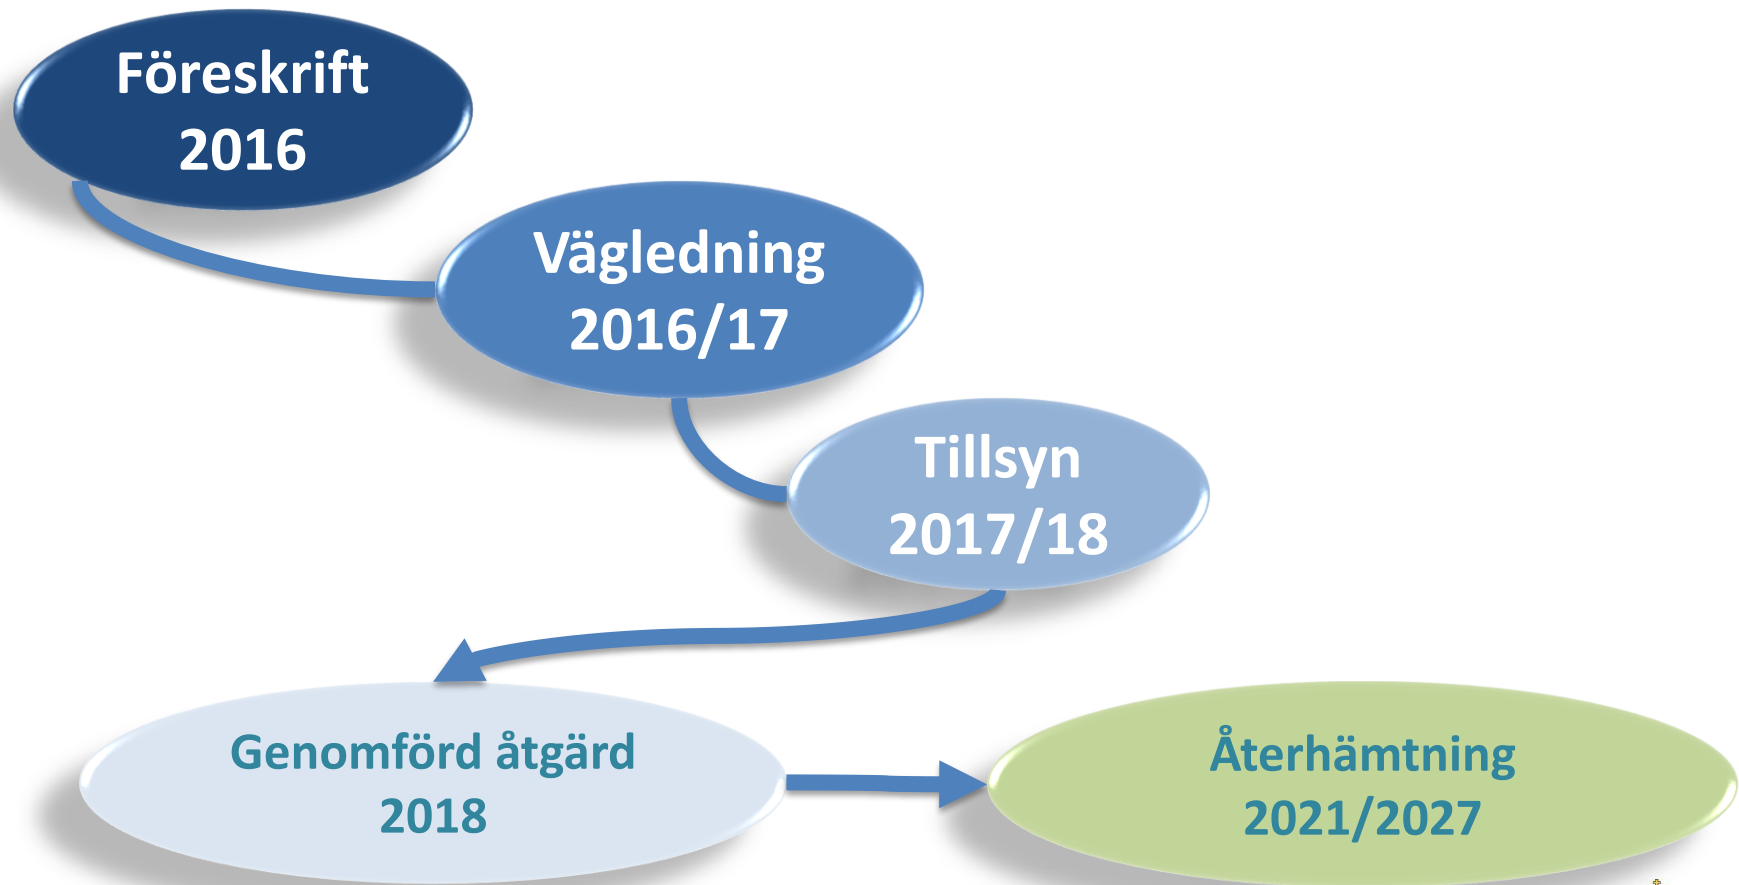 Föreskrift
2016
Vägledning
2016/17
Tillsyn
2017/18
Genomförd åtgärd
2018
Återhämtning
2021/2027